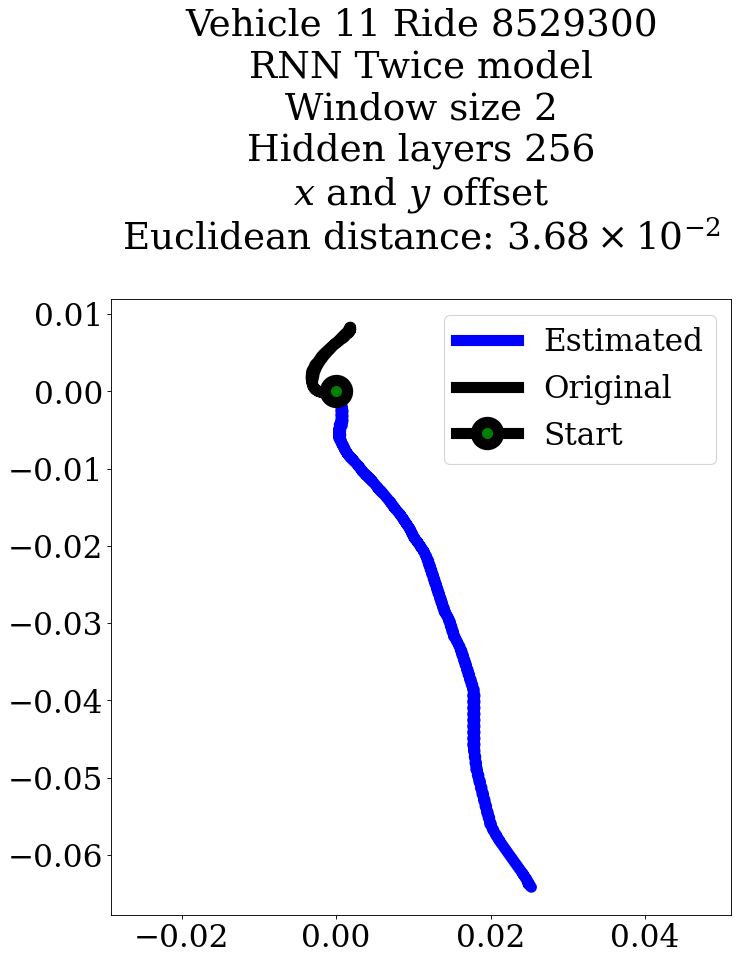 Vehicle 11 Ride 8529300
RNN Twice model
Window size 2
Hidden layers 256
x and y offset
Euclidean distance: 3.68 × 10⁻²
Estimated
Original
Start
0.01
0.00
−0.01
−0.02
−0.03
−0.04
−0.05
−0.06
−0.02 0.00 0.02 0.04